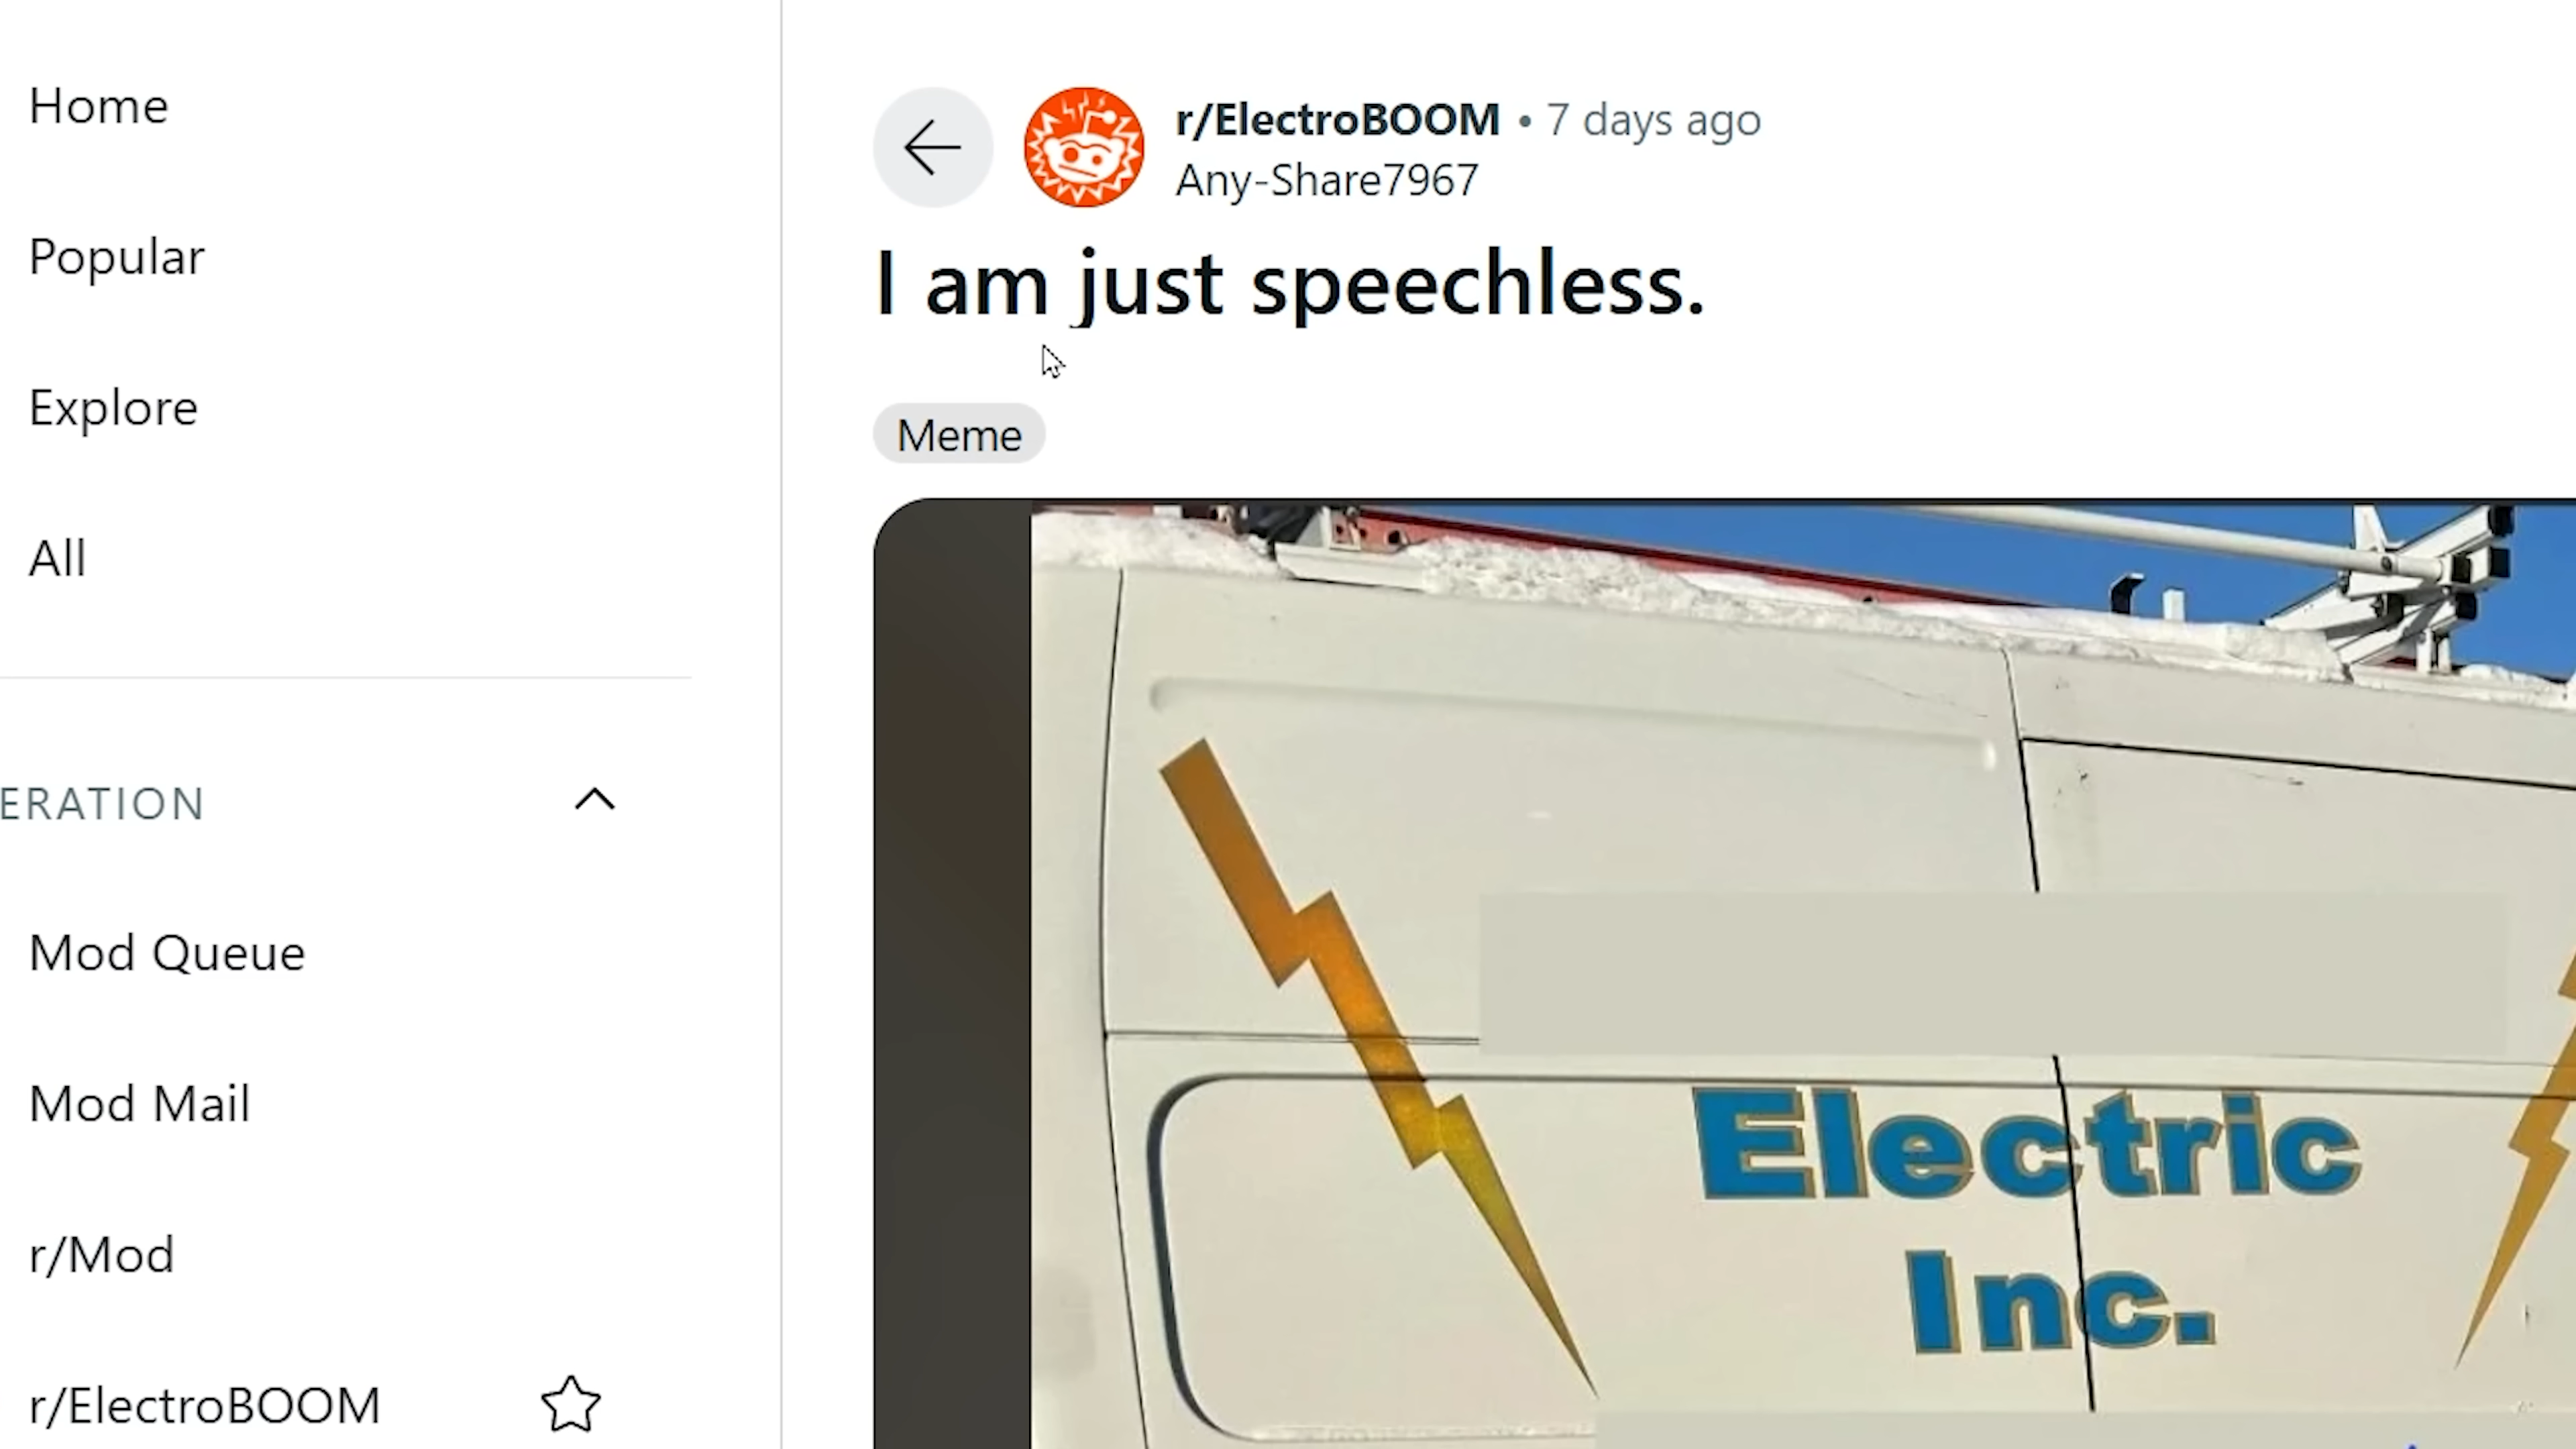 Home
Popular
Explore
All
ERATION
Mod Queue
Mod Mail
r/Mod
r/ElectroBOOM
r/ElectroBOOM • 7 days ago
Any-Share7967
I am just speechless.
Meme
Electric
Inc.